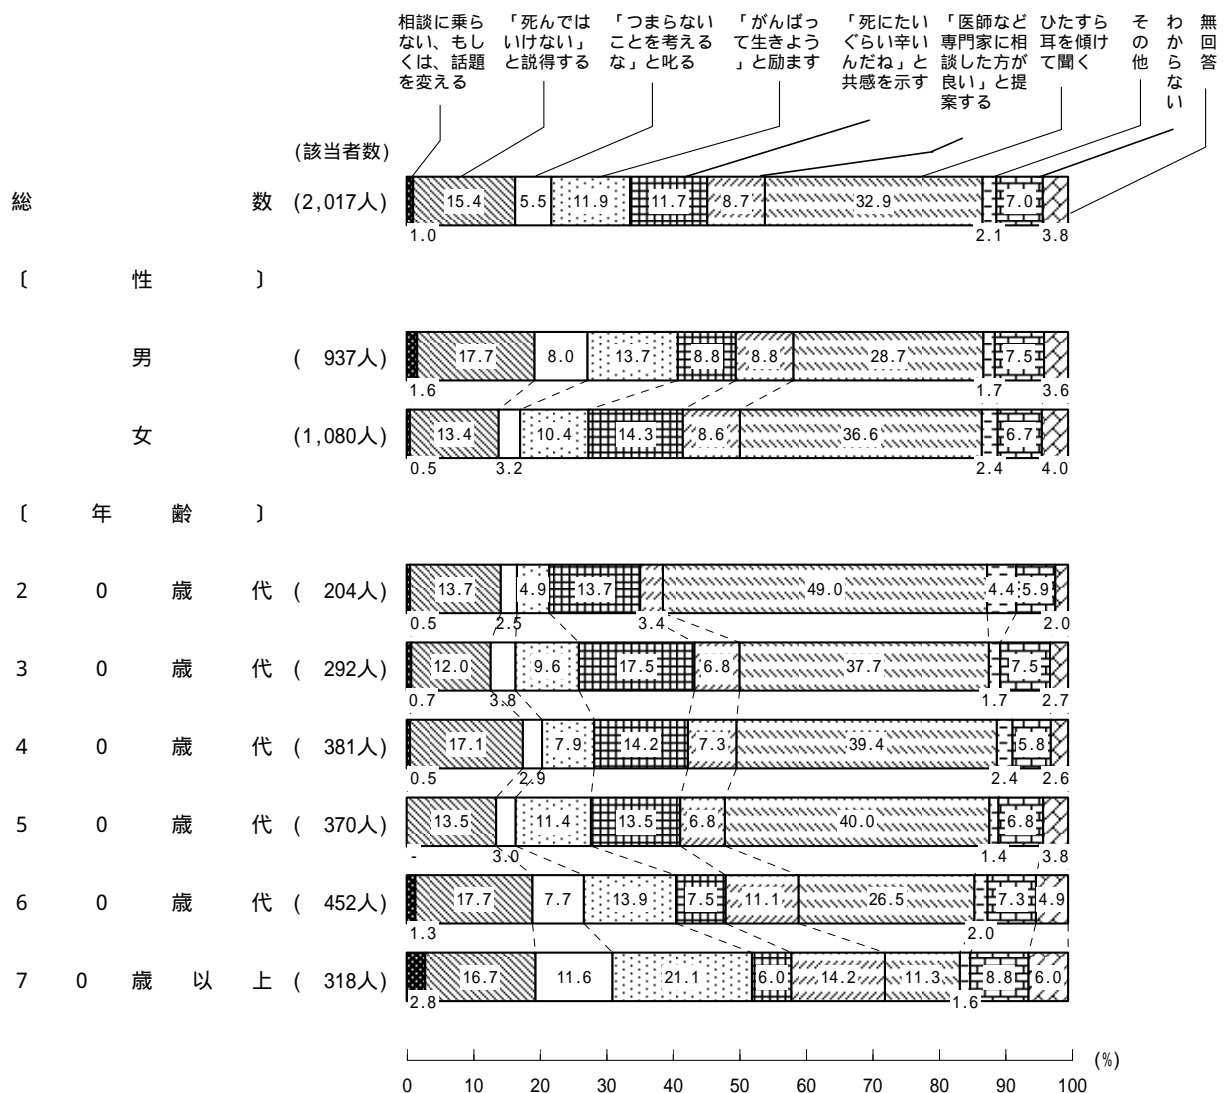 相談に乗ら
ない、もし
くは、話題
を変える
「死んでは
いけない」
と説得する
「つまらない
ことを考える
な」と叱る
「がんばっ
て生きよう
」と励ます
「死にたい
ぐらい辛い
んだね」と
共感を示す
「医師など
専門家に相
談した方が
良い」と提
案する
ひたすら
耳を傾け
て聞く
その他
わからない
無回答
(該当者数)
総 数 (2,017人) 15.4 5.5 11.9 11.7 8.7 32.9 7.0
1.0 2.1 3.8
〔 性 〕
男 ( 937人) 17.7 8.0 13.7 8.8 8.8 28.7 7.5
1.6 1.7 3.6
女 (1,080人) 13.4 10.4 14.3 8.6 36.6 6.7
0.5 3.2 2.4 4.0
〔 年 齢 〕
2 0 歳 代 ( 204人) 13.7 4.9 13.7 49.0 4.4 5.9
0.5 2.5 3.4 2.0
3 0 歳 代 ( 292人) 12.0 9.6 17.5 6.8 37.7 7.5
0.7 3.8 1.7 2.7
4 0 歳 代 ( 381人) 17.1 7.9 14.2 7.3 39.4 5.8
0.5 2.9 2.4 2.6
5 0 歳 代 ( 370人) 13.5 11.4 13.5 6.8 40.0 6.8
- 3.0 1.4 3.8
6 0 歳 代 ( 452人) 17.7 7.7 13.9 7.5 11.1 26.5 7.3 4.9
1.3 2.0
7 0 歳 以 上 ( 318人) 16.7 11.6 21.1 6.0 14.2 11.3 8.8 6.0
2.8 1.6
0 10 20 30 40 50 60 70 80 90 100 (%)